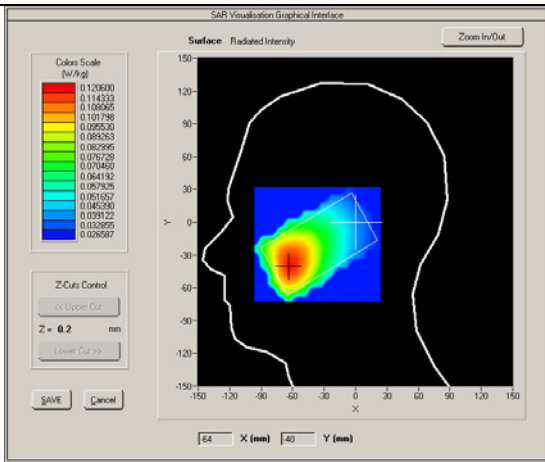 SAR Visualisation Graphical Interface
Surface Radiated Intensity
Zoom In/Out
Colors Scale
(W/kg)
0.120600
0.114333
0.108065
0.101798
0.095530
0.089263
0.082995
0.076728
0.070460
0.064192
0.057925
0.051657
0.045390
0.039122
0.032855
0.026587
Z-Cuts Control
<< Upper Cut
Z = 0.2 mm
Lower Cut >>
SAVE Cancel
150
120
90
60
30
0
-30
-60
-90
-120
-150
Y
-150 -120 -90 -60 -30 0 30 60 90 120 150
X
-64 X (mm) -40 Y (mm)